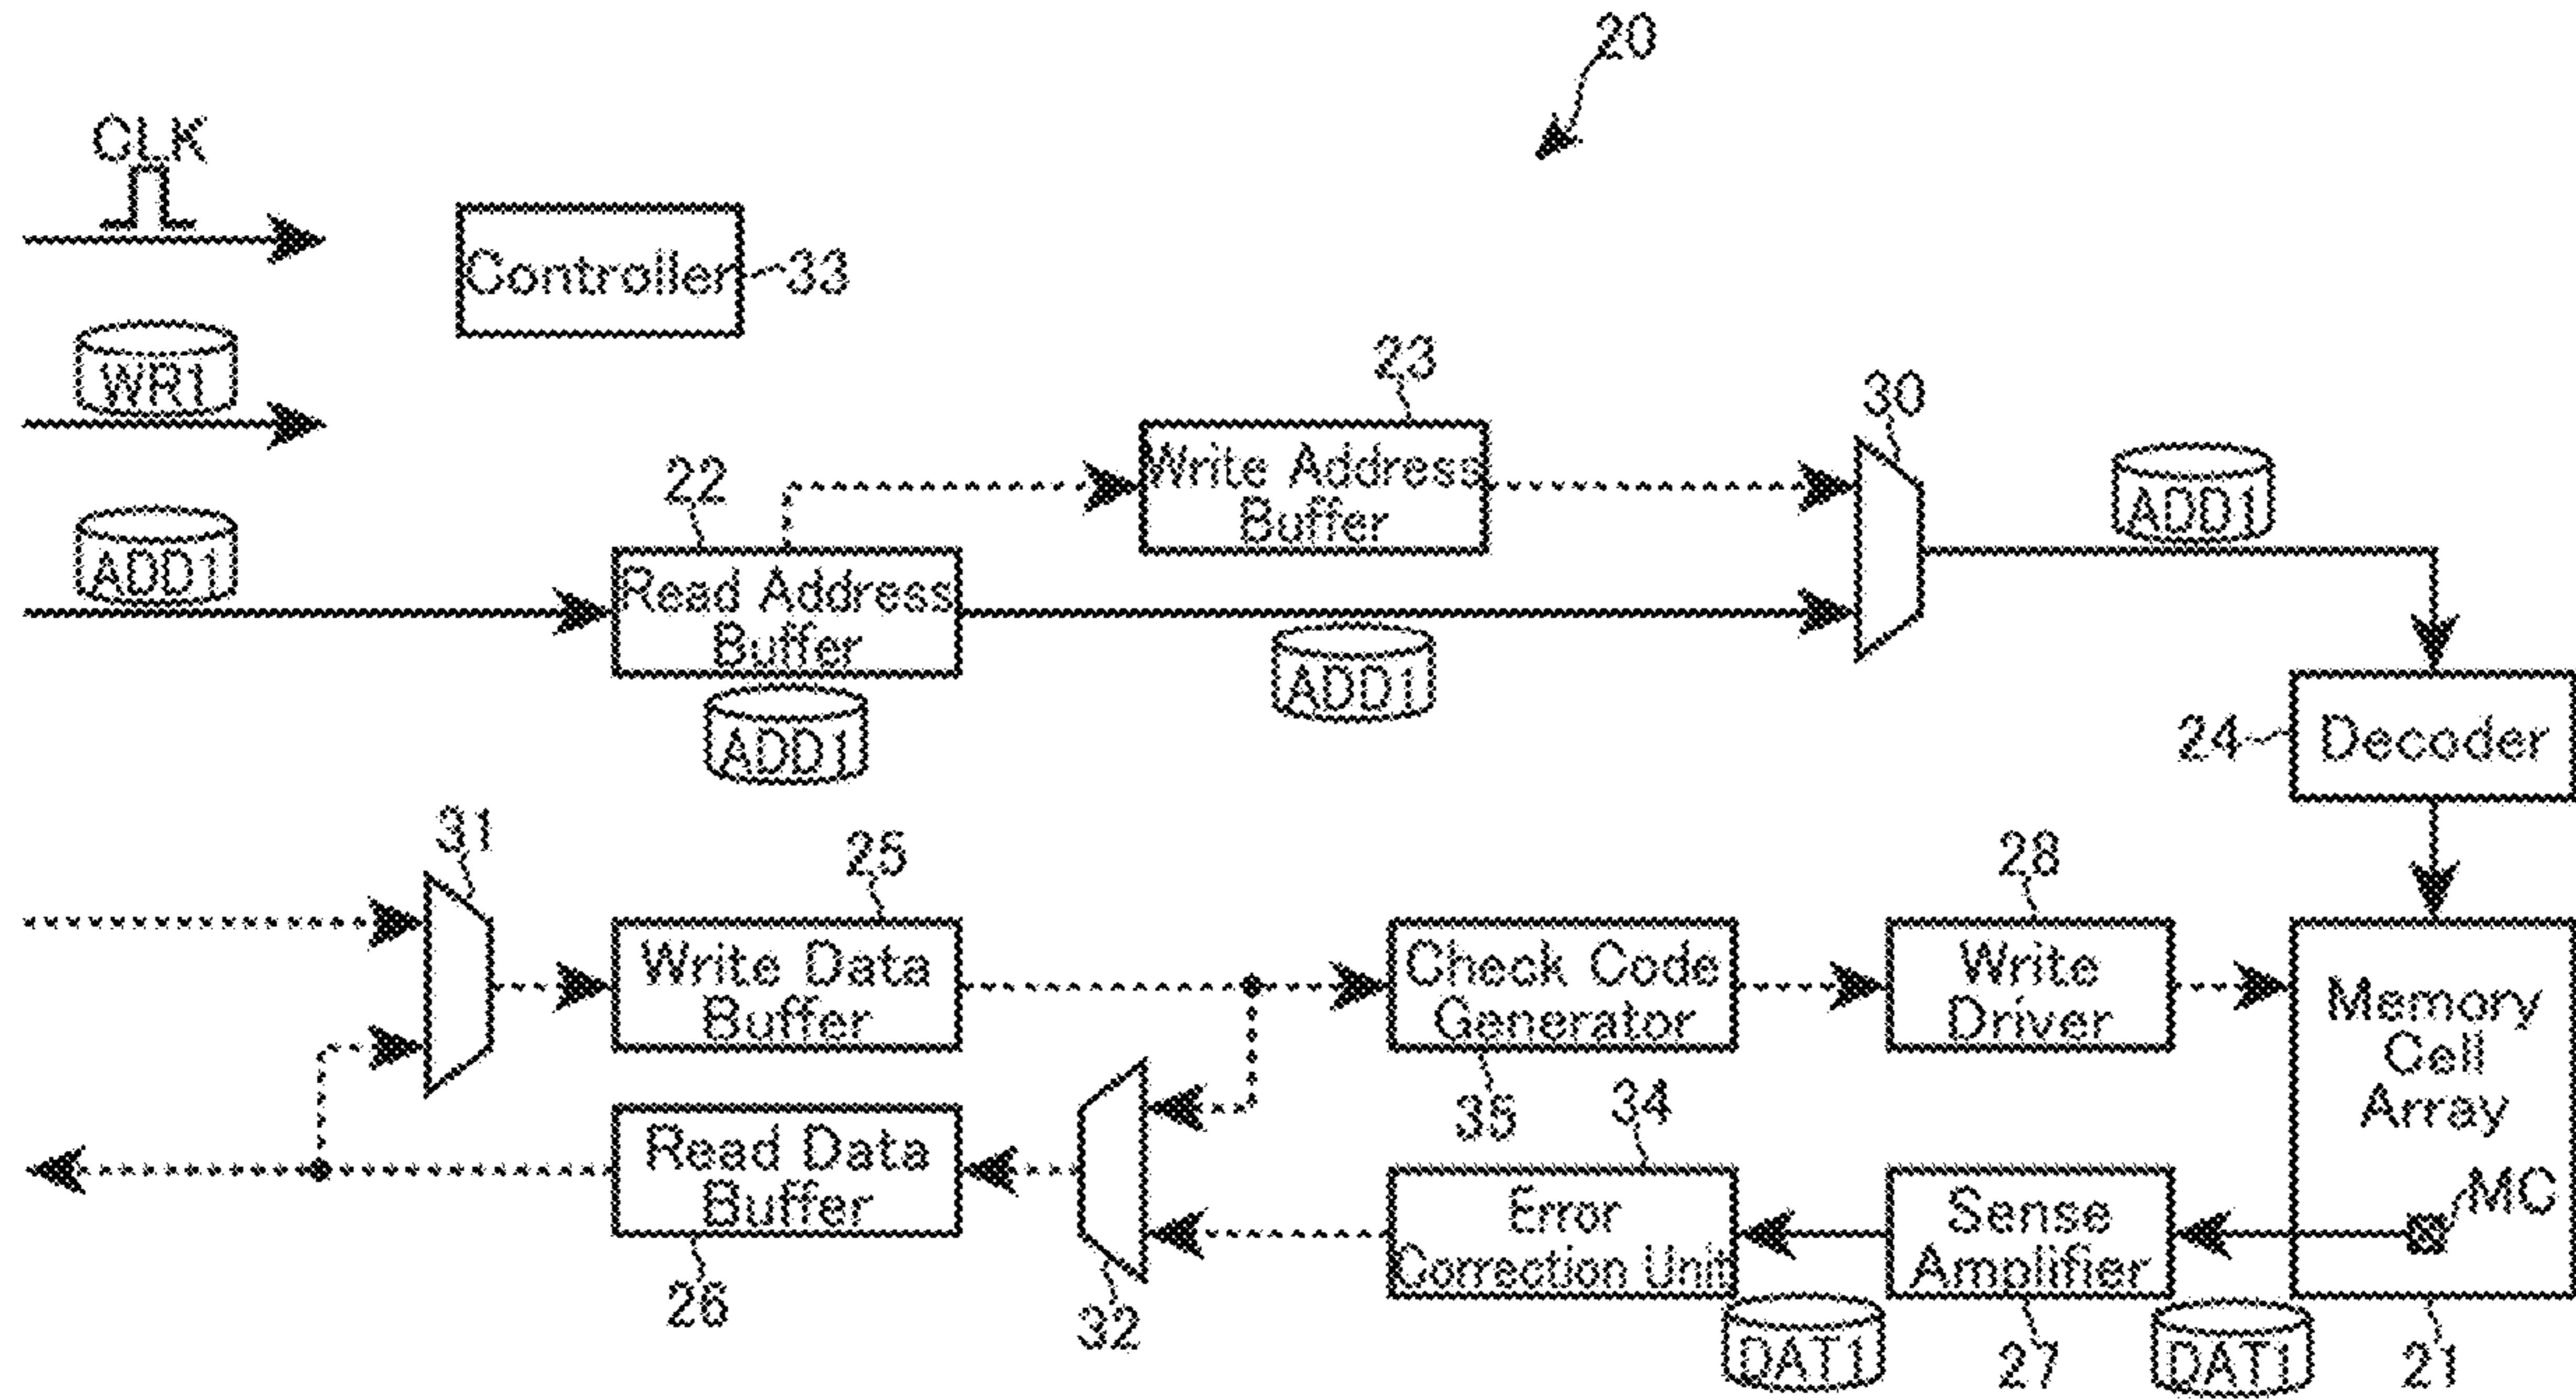 20
CLK
Controller
33
WR1
23
30
Write Address
Buffer
ADD1
22
ADD1
Read Address
Buffer
ADD1
ADD1
24
Decoder
31
25
28
Write Data
Buffer
Check Code
Generator
Write
Driver
Memory
Cell
Array
35
34
Read Data
Buffer
Error
Correction Unit
Sense
Amplifier
MC
26
32
DAT1
27
DAT1
21